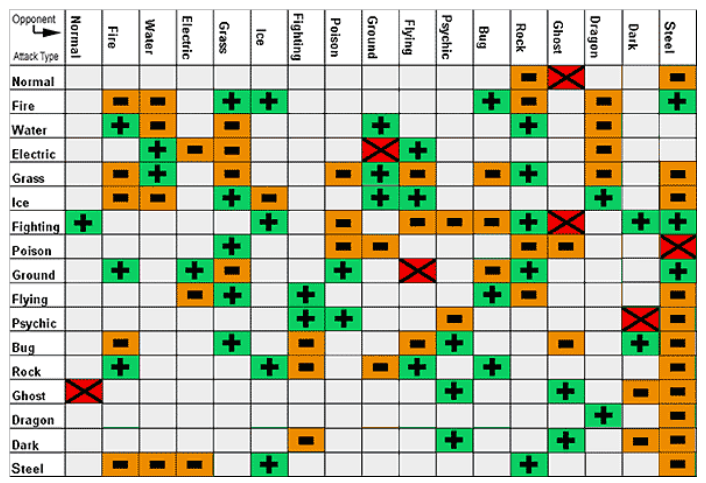 Opponent
Attack Type
Normal
Fire
Water
Electric
Grass
Ice
Fighting
Poison
Ground
Flying
Psychic
Bug
Rock
Ghost
Dragon
Dark
Steel
Normal
Fire
Water
Electric
Grass
Ice
Fighting
Poison
Ground
Flying
Psychic
Bug
Rock
Ghost
Dragon
Dark
Steel